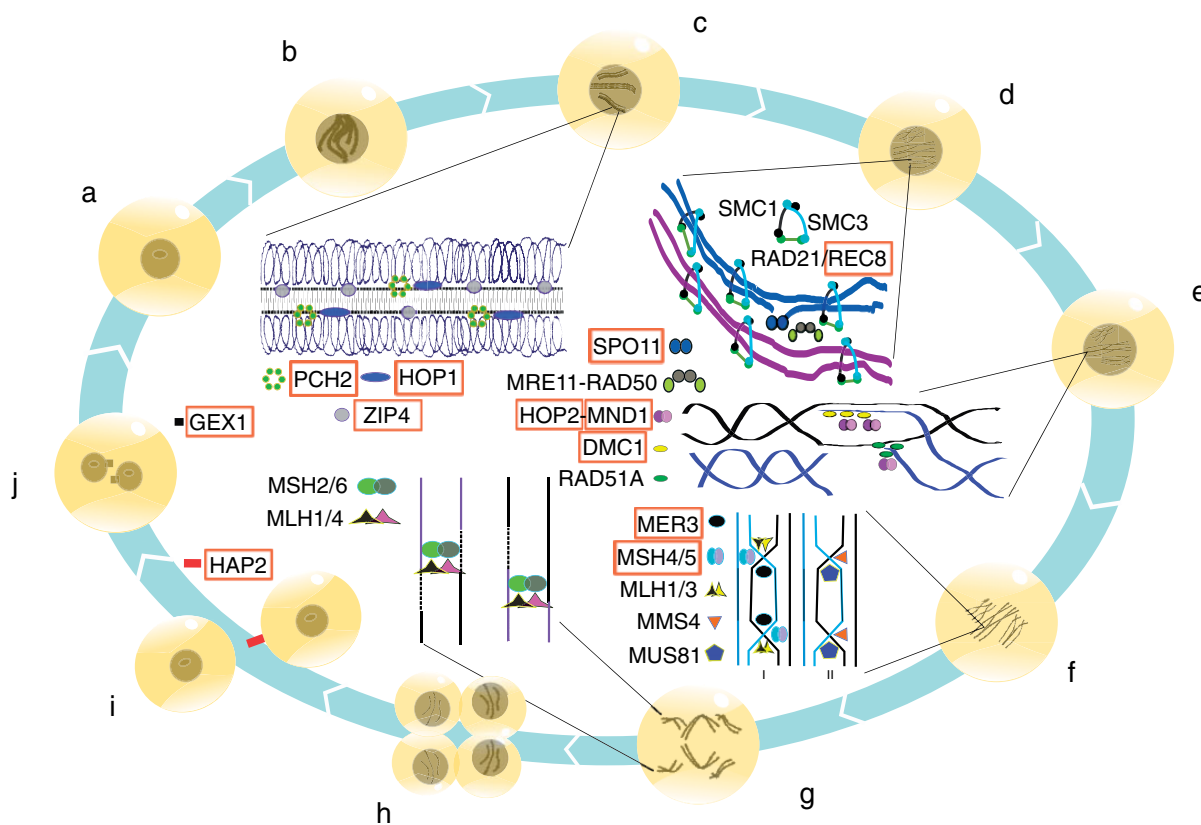 c
b
d
a
SMC1
SMC3
RAD21/REC8
e
SPO11
PCH2
HOP1
MRE11-RAD50
ZIP4
HOP2-MND1
GEX1
DMC1
RAD51A
j
MSH2/6
MLH1/4
MER3
MSH4/5
HAP2
MLH1/3
MMS4
MUS81
f
I
II
i
g
h